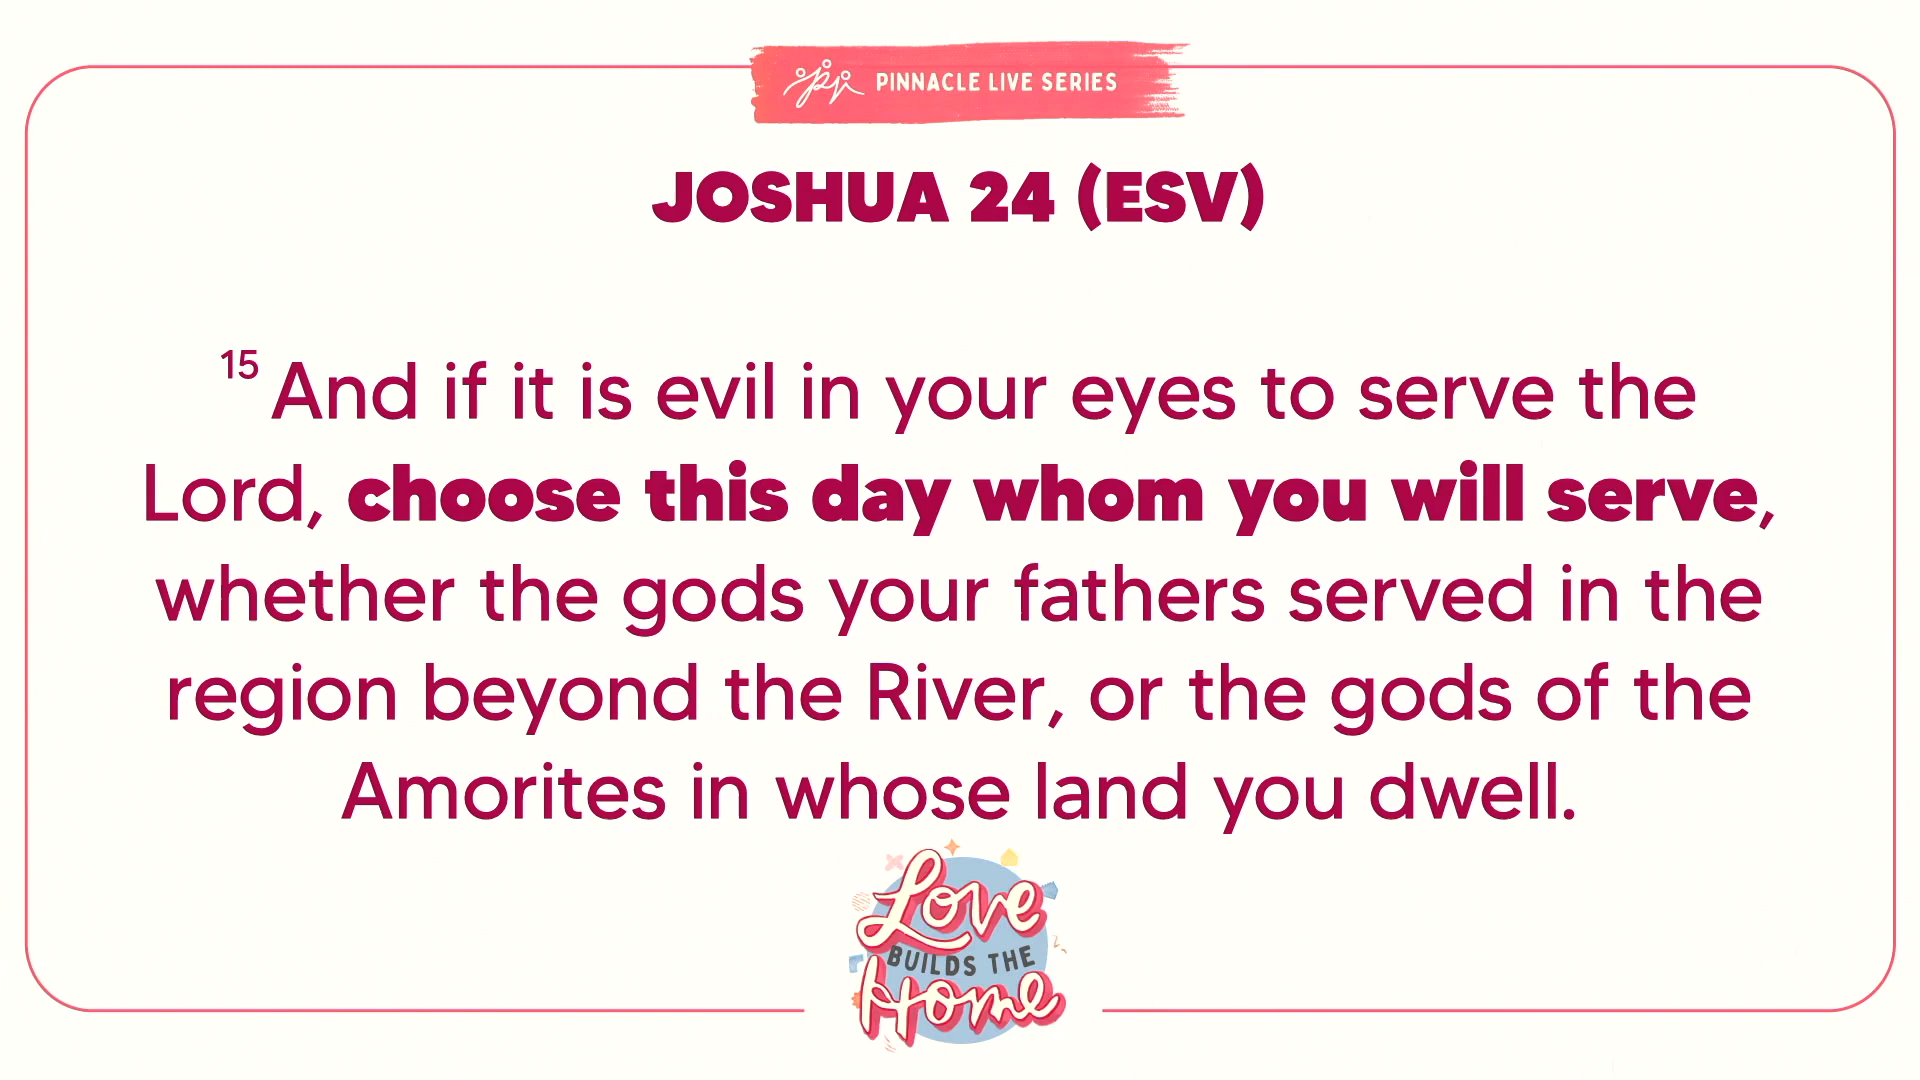 PINNACLE LIVE SERIES
JOSHUA 24 (ESV)
15 And if it is evil in your eyes to serve the
Lord, choose this day whom you will serve,
whether the gods your fathers served in the
region beyond the River, or the gods of the
Amorites in whose land you dwell.
Love
BUILDS THE
Home